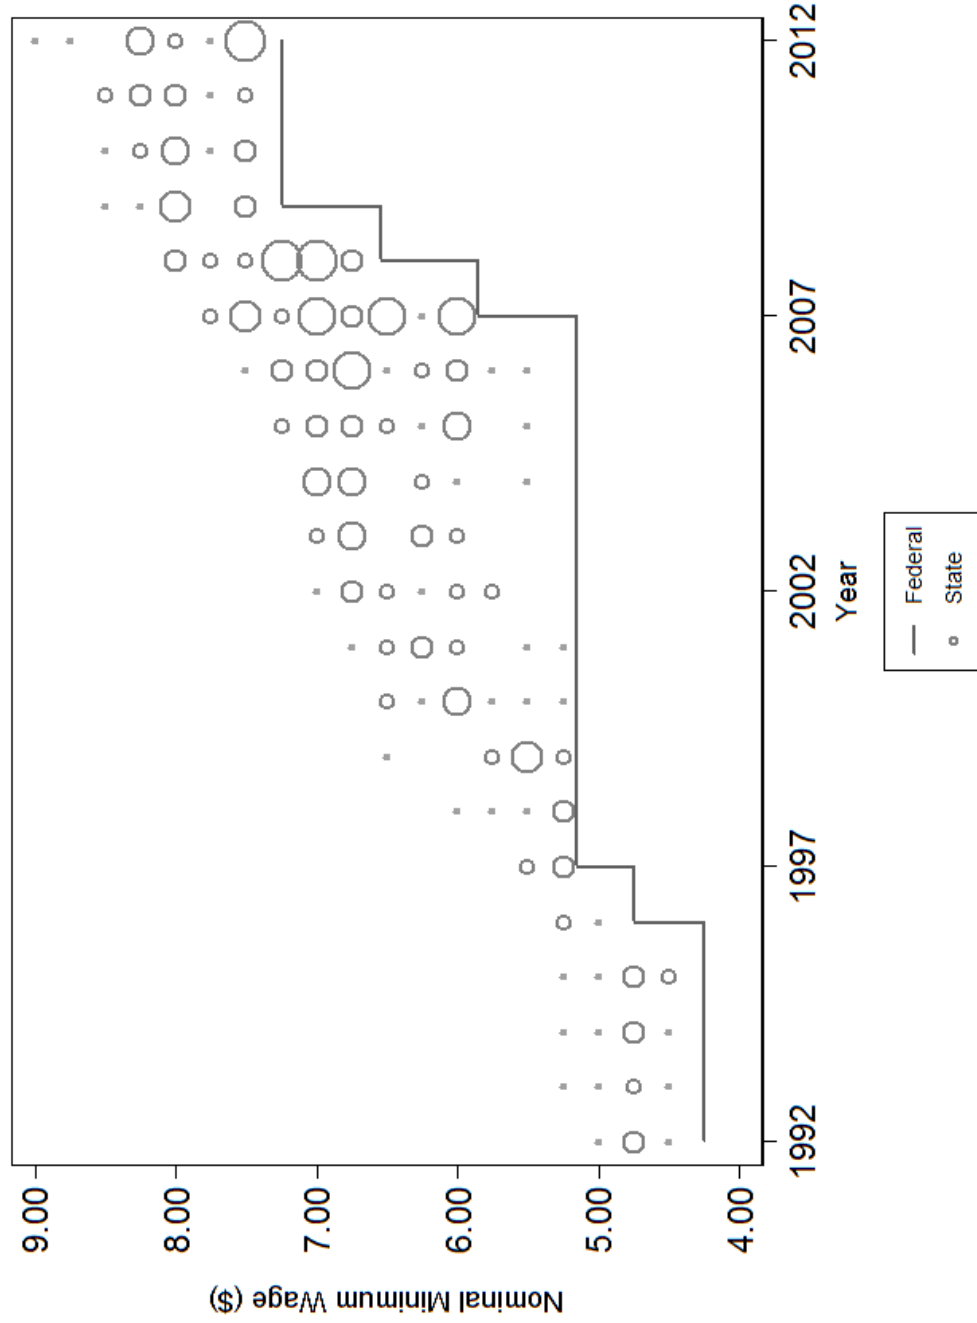 Nominal Minimum Wage ($)
9.00
8.00
7.00
6.00
5.00
4.00
1992
1997
2002
2007
2012
Year
Federal
State